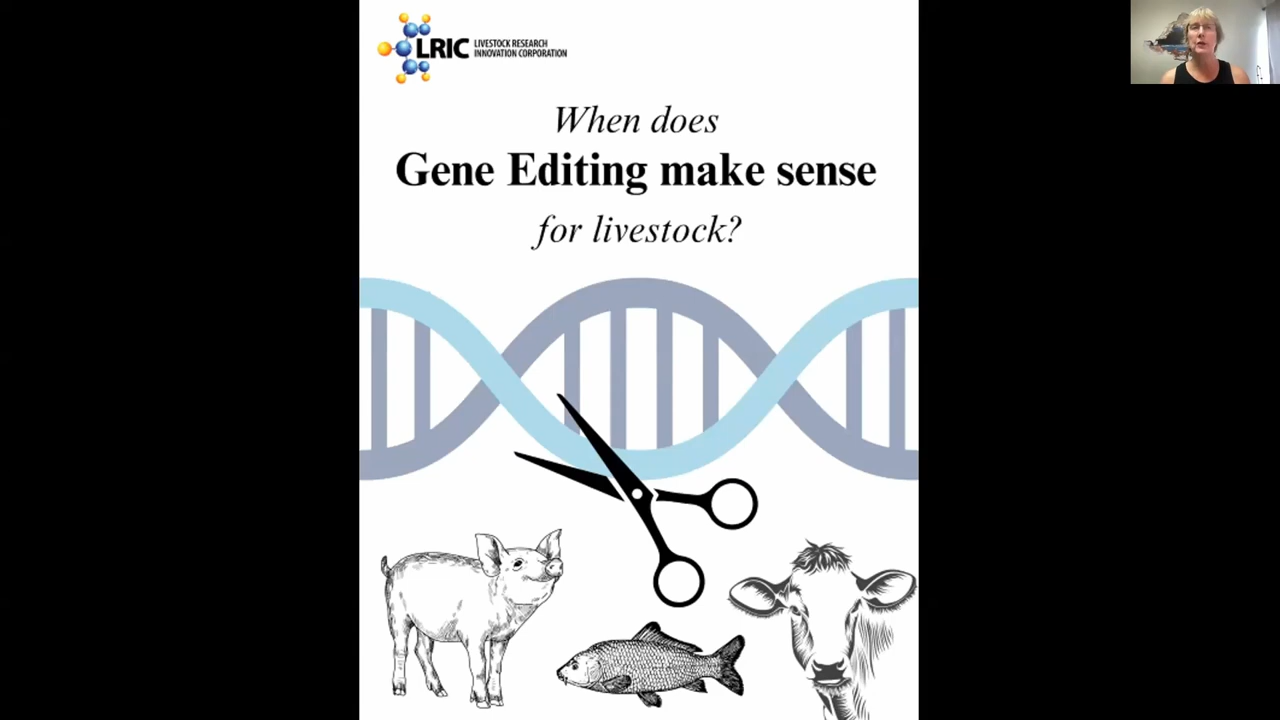 LRIC
LIVESTOCK RESEARCH
INNOVATION CORPORATION
When does
Gene Editing make sense
for livestock?